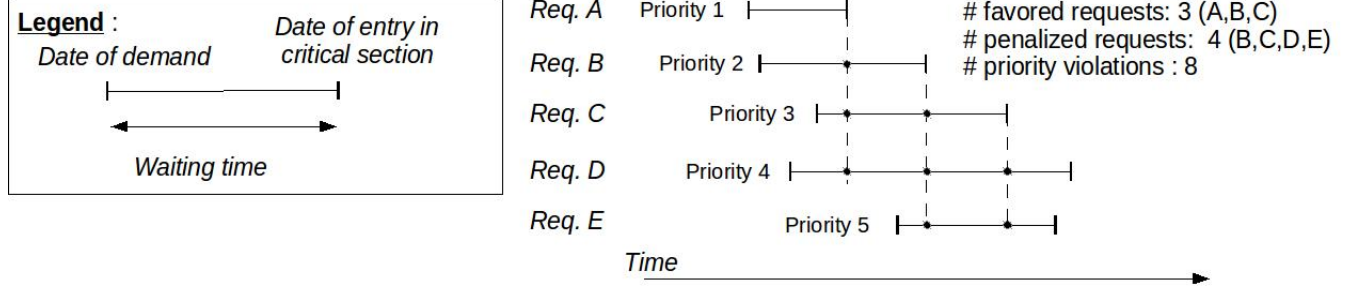 Legend :
Date of demand
Date of entry in
critical section
Waiting time
Req. A Priority 1
Req. B Priority 2
Req. C Priority 3
Req. D Priority 4
Req. E Priority 5
Time
# favored requests: 3 (A,B,C)
# penalized requests: 4 (B,C,D,E)
# priority violations : 8